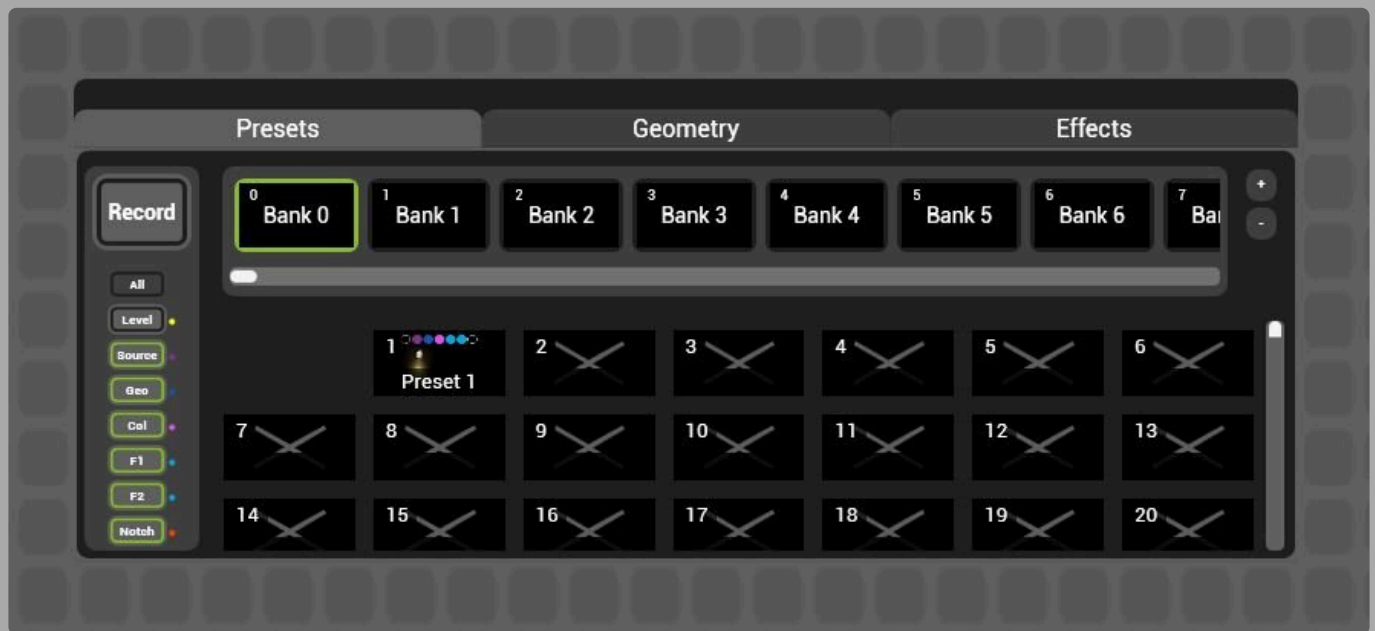 Presets Geometry Effects
Record
0 1 2 3 4 5 6 7
Bank 0 Bank 1 Bank 2 Bank 3 Bank 4 Bank 5 Bank 6 Ba
+
-
All
Level
Source
Geo
Col
F1
F2
Notch
1 2 3 4 5 6
Preset 1
7 8 9 10 11 12 13
14 15 16 17 18 19 20